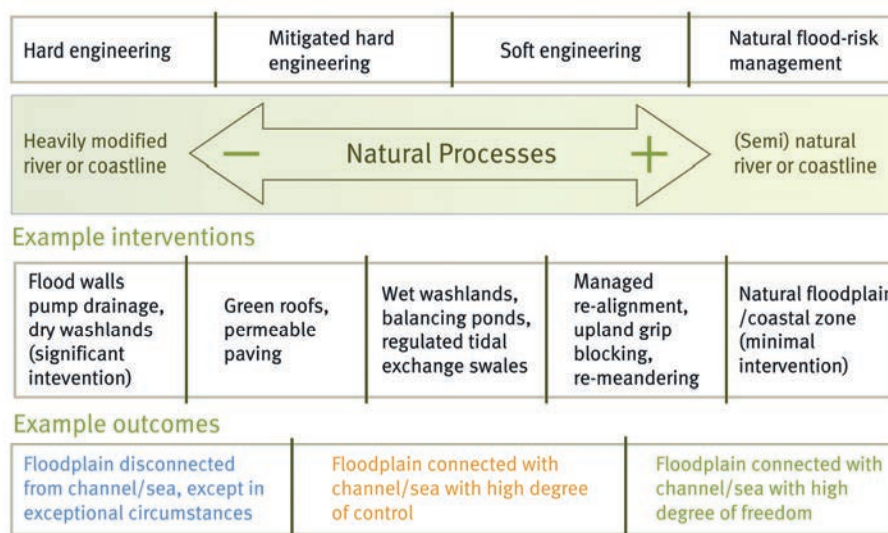 Hard engineering
Mitigated hard
engineering
Soft engineering
Natural flood-risk
management
Heavily modified
river or coastline
−
Natural Processes
+
(Semi) natural
river or coastline
Example interventions
Flood walls
pump drainage,
dry washlands
(significant
intevention)
Green roofs,
permeable
paving
Wet washlands,
balancing ponds,
regulated tidal
exchange swales
Managed
re-alignment,
upland grip
blocking,
re-meandering
Natural floodplain
/coastal zone
(minimal
intervention)
Example outcomes
Floodplain disconnected
from channel/sea, except in
exceptional circumstances
Floodplain connected with
channel/sea with high degree
of control
Floodplain connected with
channel/sea with high
degree of freedom